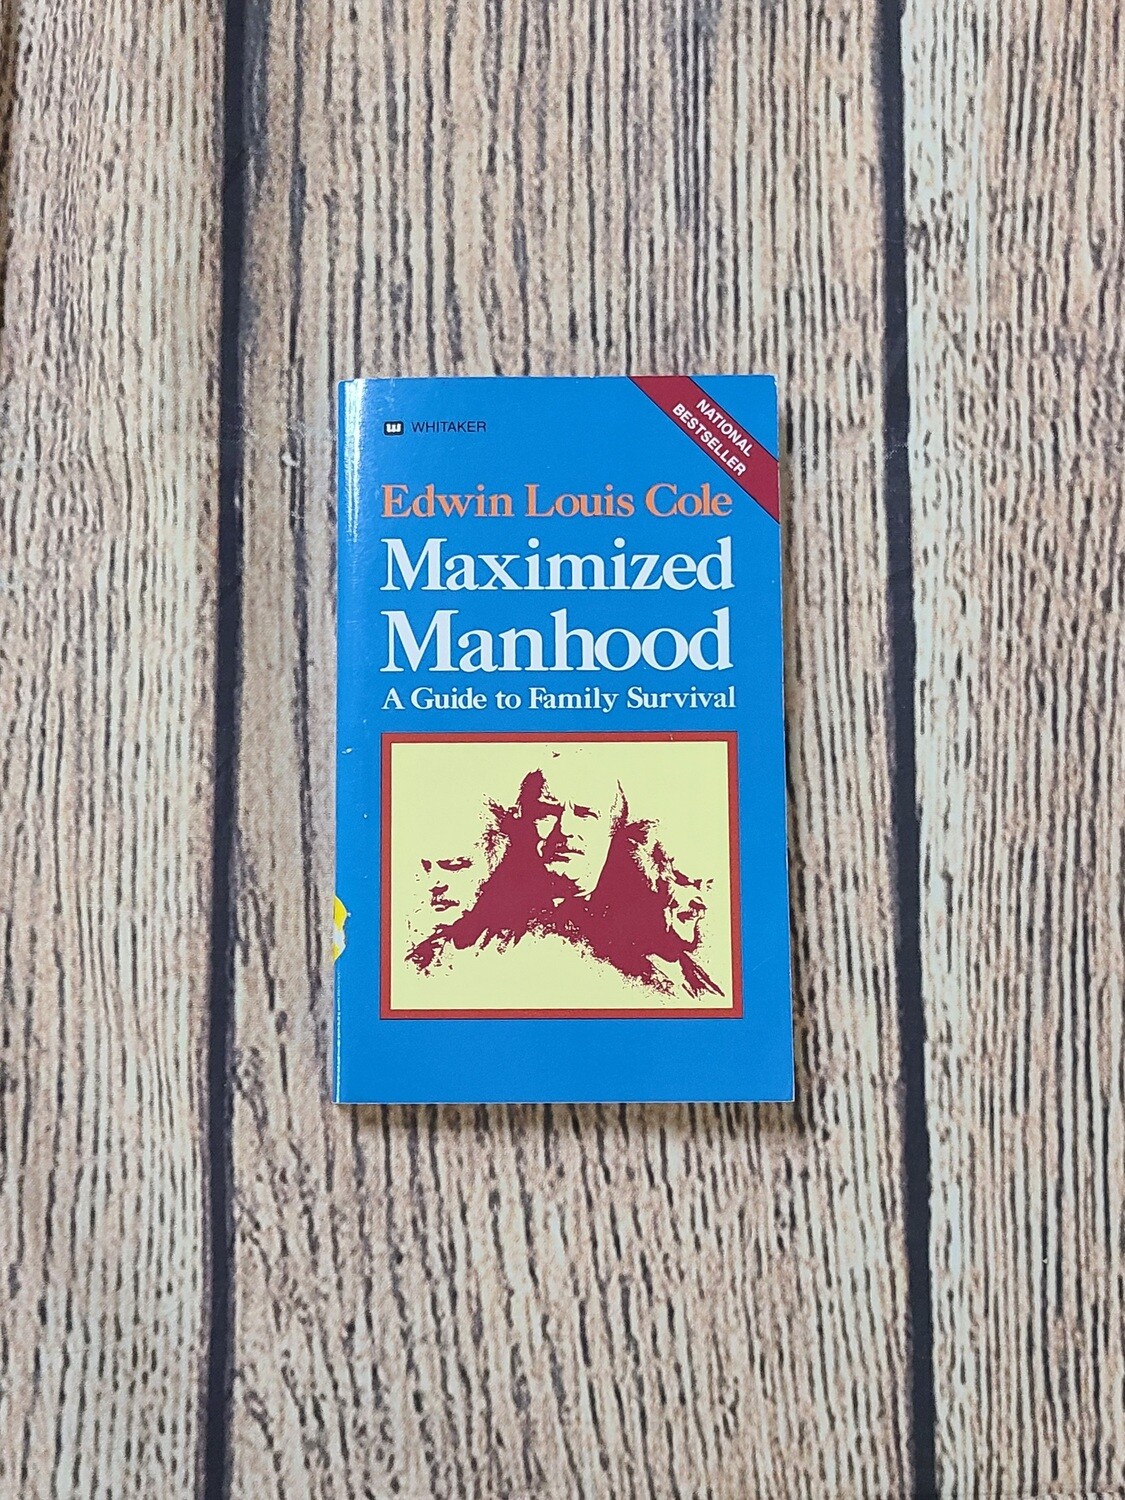 WHITAKER
NATIONAL
BESTSELLER
Edwin Louis Cole
Maximized
Manhood
A Guide to Family Survival